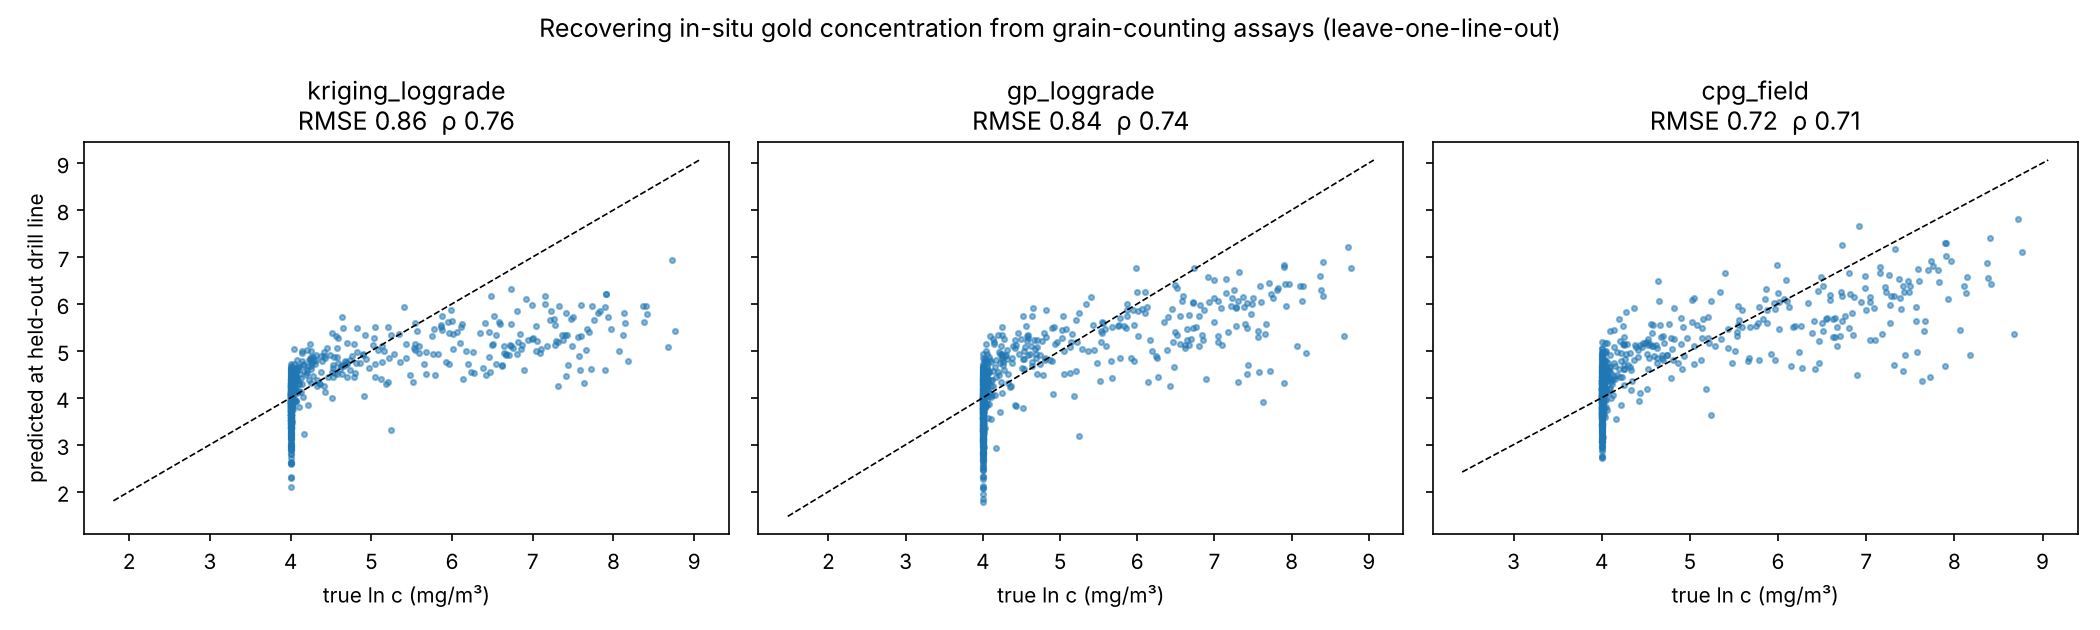 Recovering in-situ gold concentration from grain-counting assays (leave-one-line-out)
kriging_loggrade
RMSE 0.86 ρ 0.76
gp_loggrade
RMSE 0.84 ρ 0.74
cpg_field
RMSE 0.72 ρ 0.71
predicted at held-out drill line
9
8
7
6
5
4
3
2
2 3 4 5 6 7 8 9
2 3 4 5 6 7 8 9
3 4 5 6 7 8 9
true ln c (mg/m³)
true ln c (mg/m³)
true ln c (mg/m³)